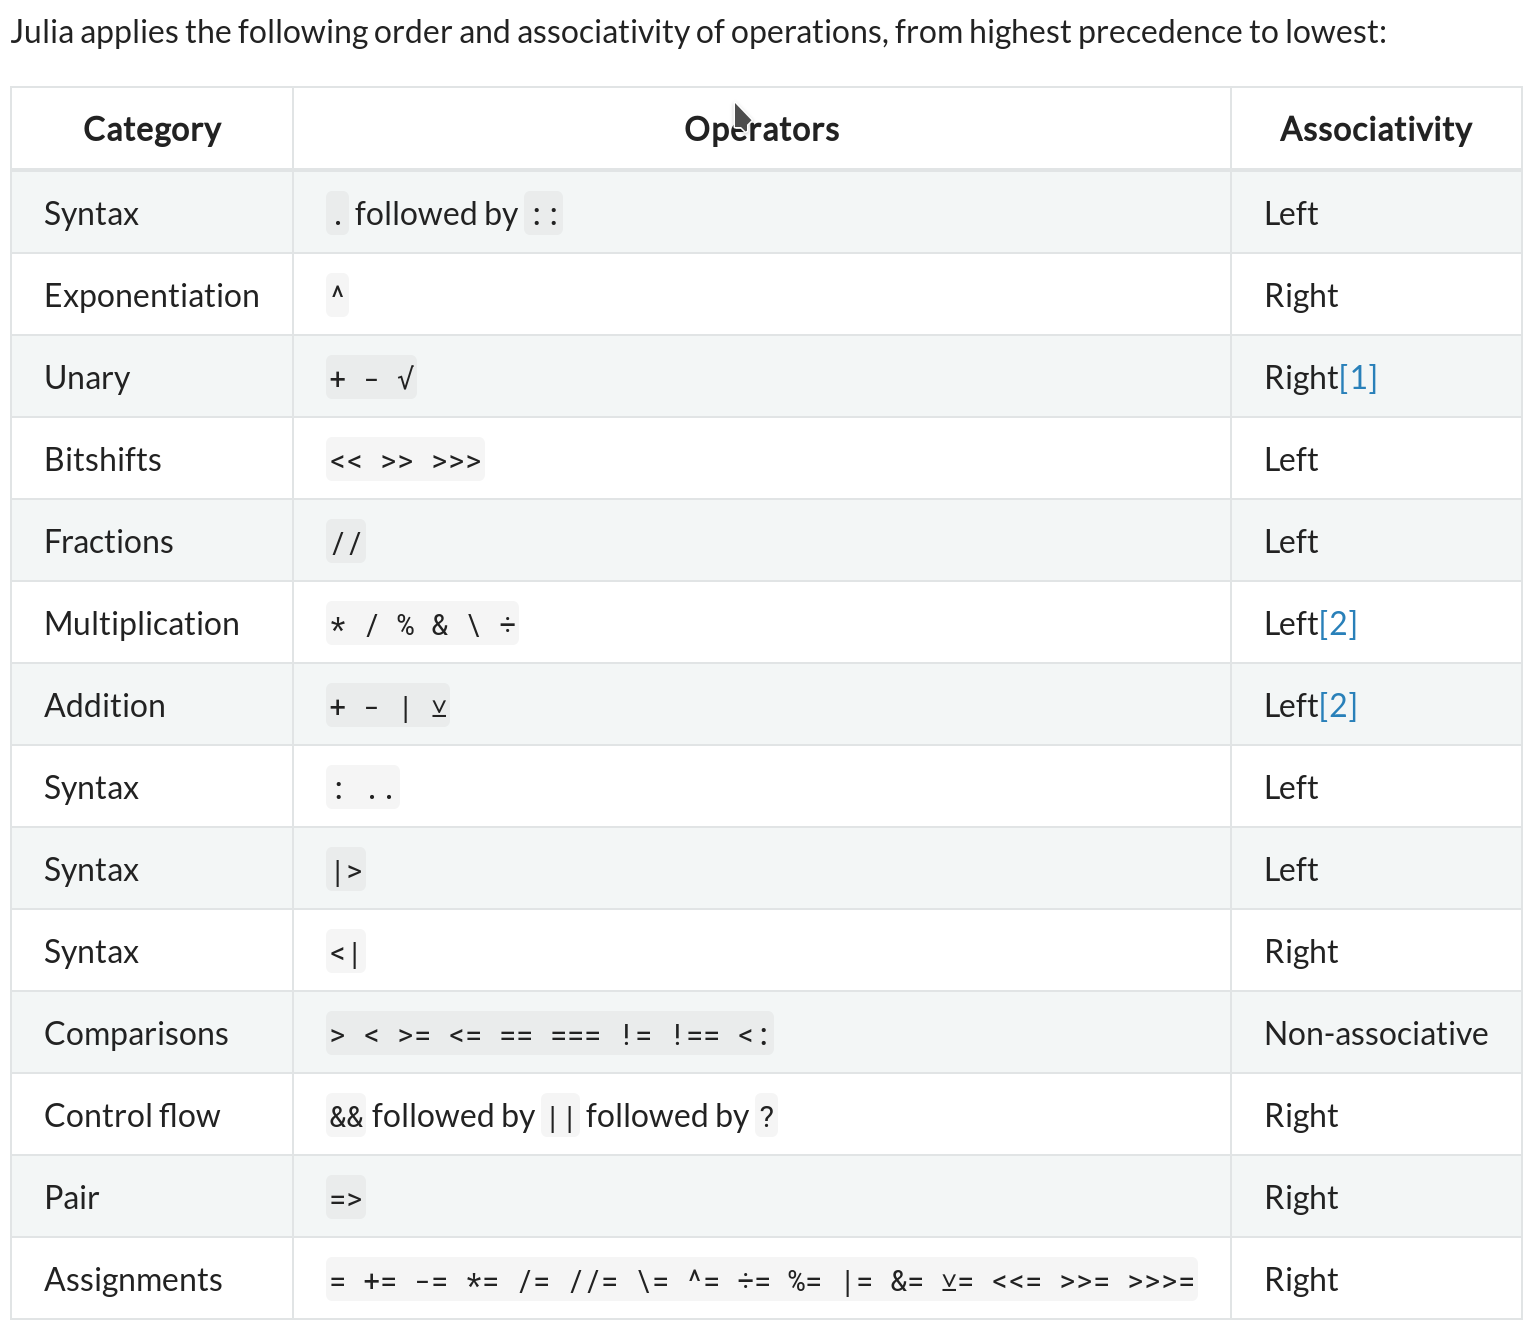 Julia applies the following order and associativity of operations, from highest precedence to lowest:
Category Operators Associativity
Syntax . followed by :: Left
Exponentiation ^ Right
Unary + - √ Right[1]
Bitshifts << >> >>> Left
Fractions // Left
Multiplication * / % & \ ÷ Left[2]
Addition + - | ⊻ Left[2]
Syntax : .. Left
Syntax |> Left
Syntax <| Right
Comparisons > < >= <= == === != !== <: Non-associative
Control flow && followed by || followed by ? Right
Pair => Right
Assignments = += -= *= /= //= \= ^= ÷= %= |= &= ⊻= <<= >>= >>>= Right